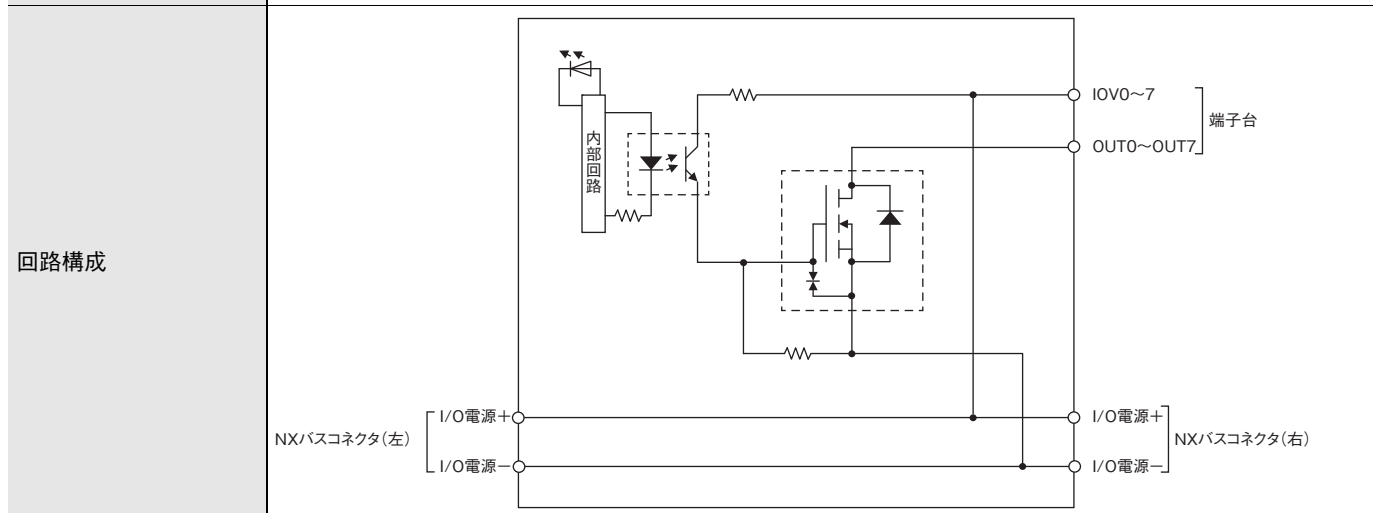 回路構成
内部回路
IOV0～7
端子台
OUT0～OUT7
NXバスコネクタ(左)
I/O電源＋
I/O電源－
I/O電源＋
I/O電源－
NXバスコネクタ(右)